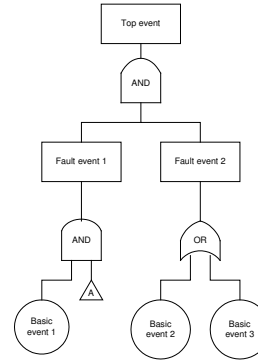 Top event
AND
Fault event 1
Fault event 2
AND
OR
A
Basic
event 1
Basic
event 2
Basic
event 3